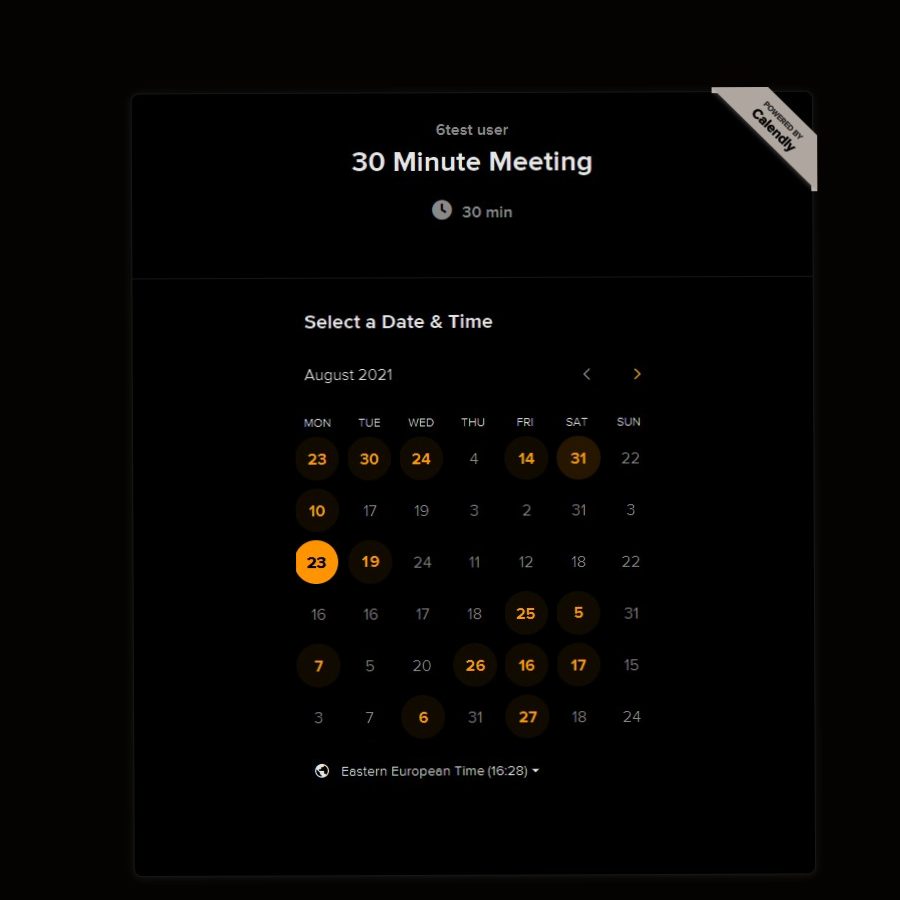 POWERED BY
Calendly
6test user
30 Minute Meeting
30 min
Select a Date & Time
August 2021
MON TUE WED THU FRI SAT SUN
23 30 24 4 14 31 22
10 17 19 3 2 31 3
23 19 24 11 12 18 22
16 16 17 18 25 5 31
7 5 20 26 16 17 15
3 7 6 31 27 18 24
Eastern European Time (16:28)